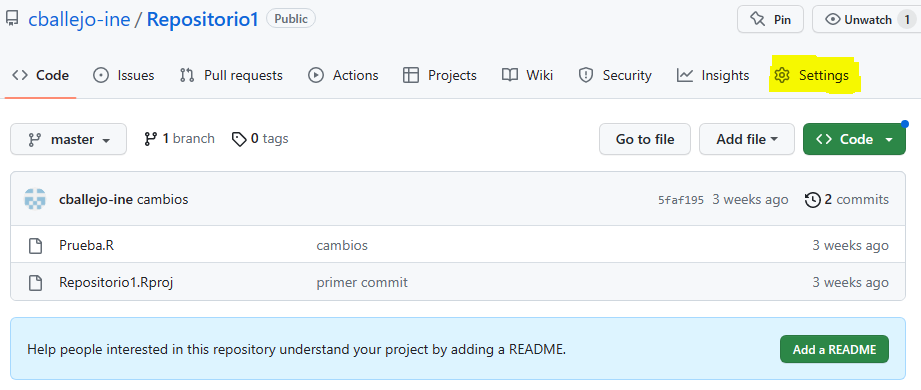 cballejo-ine / Repositorio1 Public Pin Unwatch 1
Code Issues Pull requests Actions Projects Wiki Security Insights Settings
master 1 branch 0 tags Go to file Add file Code
cballejo-ine cambios 5faf195 3 weeks ago 2 commits
Prueba.R cambios 3 weeks ago
Repositorio1.Rproj primer commit 3 weeks ago
Help people interested in this repository understand your project by adding a README. Add a README